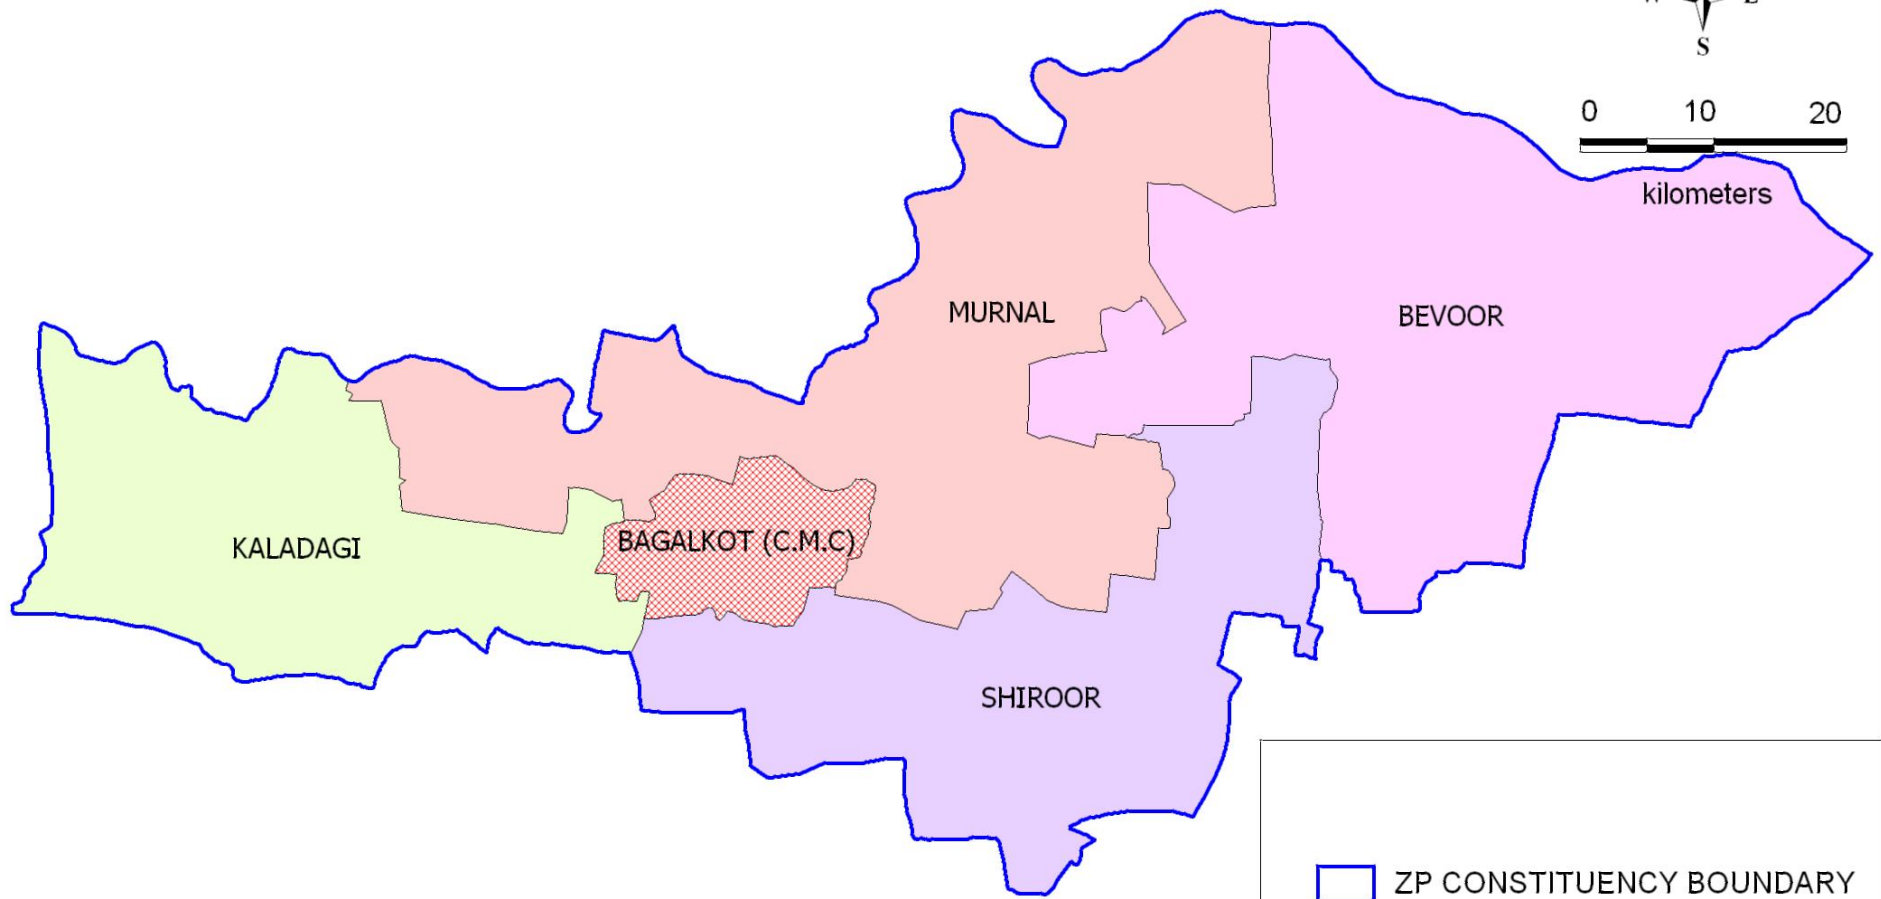 S
0 10 20
kilometers
MURNAL
BEVOOR
BAGALKOT (C.M.C)
KALADAGI
SHIROOR
ZP CONSTITUENCY BOUNDARY